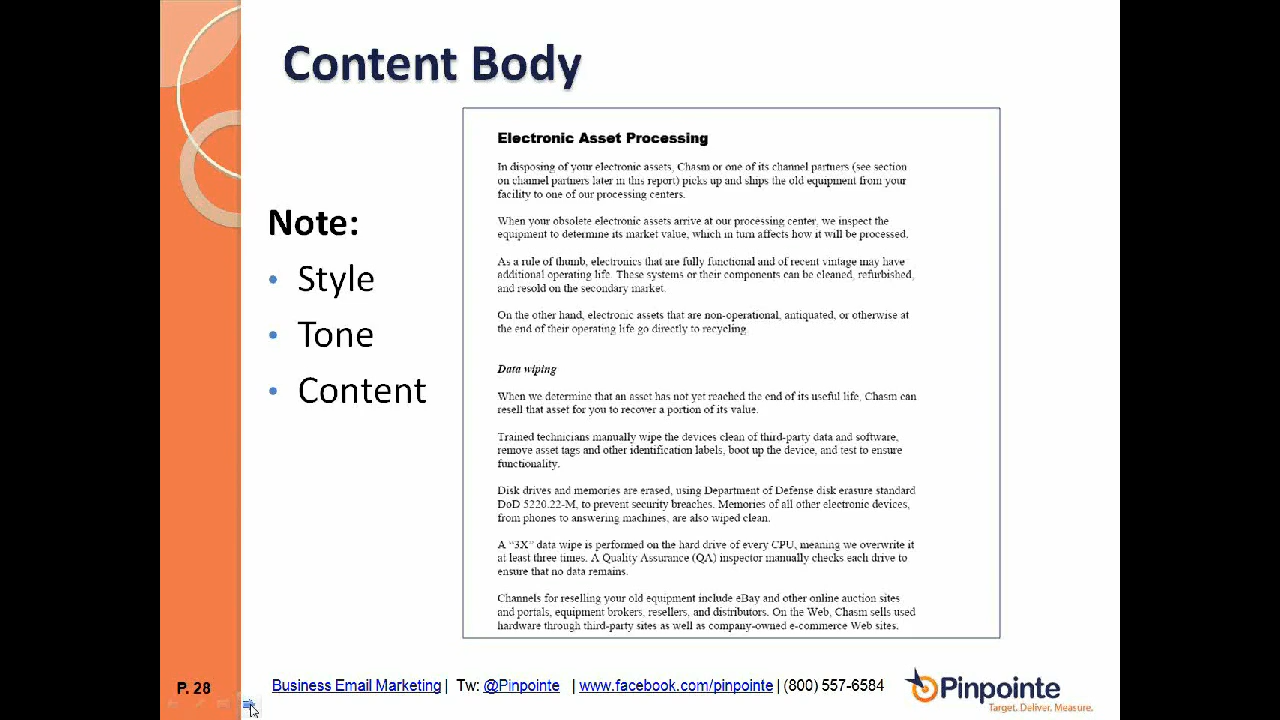 Content Body
Note:
• Style
• Tone
• Content
Electronic Asset Processing
In disposing of your electronic assets, Chasm or one of its channel partners (see section
on channel partners later in this report) picks up and ships the old equipment from your
facility to one of our processing centers.
When your obsolete electronic assets arrive at our processing center, we inspect the
equipment to determine its market value, which in turn affects how it will be processed.
As a rule of thumb, electronics that are fully functional and of recent vintage may have
additional operating life. These systems or their components can be cleaned, refurbished,
and resold on the secondary market.
On the other hand, electronic assets that are non-operational, antiquated, or otherwise at
the end of their operating life go directly to recycling.
Data wiping
When we determine that an asset has not yet reached the end of its useful life, Chasm can
resell that asset for you to recover a portion of its value.
Trained technicians manually wipe the devices clean of third-party data and software,
remove asset tags and other identification labels, boot up the device, and test to ensure
functionality.
Disk drives and memories are erased, using Department of Defense disk erasure standard
DoD 5220.22-M, to prevent security breaches. Memories of all other electronic devices,
from phones to answering machines, are also wiped clean.
A “3X” data wipe is performed on the hard drive of every CPU, meaning we overwrite it
at least three times. A Quality Assurance (QA) inspector manually checks each drive to
ensure that no data remains.
Channels for reselling your old equipment include eBay and other online auction sites
and portals, equipment brokers, resellers, and distributors. On the Web, Chasm sells used
hardware through third-party sites as well as company-owned e-commerce Web sites.
P. 28
Business Email Marketing | Tw: @Pinpointe | www.facebook.com/pinpointe | (800) 557-6584
Pinpointe
Target. Deliver. Measure.